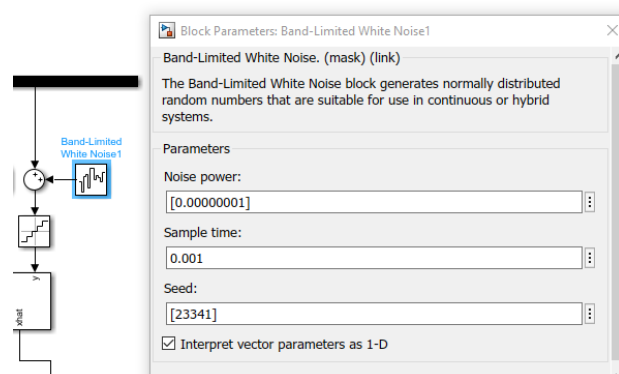 Block Parameters: Band-Limited White Noise1
Band-Limited White Noise. (mask) (link)
The Band-Limited White Noise block generates normally distributed
random numbers that are suitable for use in continuous or hybrid
systems.
Parameters
Noise power:
[0.00000001]
Sample time:
0.001
Seed:
[23341]
Interpret vector parameters as 1-D
Band-Limited
White Noise1
+
+
y
xhat